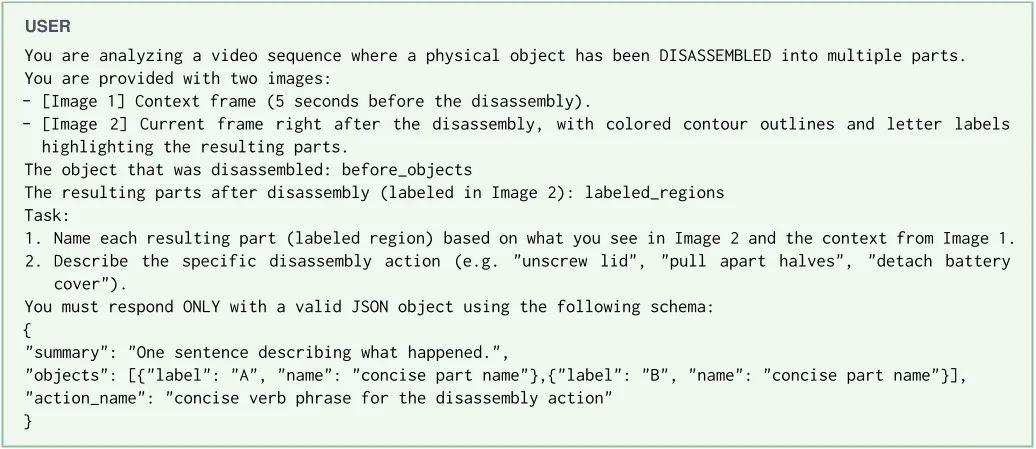 USER
You are analyzing a video sequence where a physical object has been DISASSEMBLED into multiple parts.
You are provided with two images:
- [Image 1] Context frame (5 seconds before the disassembly).
- [Image 2] Current frame right after the disassembly, with colored contour outlines and letter labels
highlighting the resulting parts.
The object that was disassembled: before_objects
The resulting parts after disassembly (labeled in Image 2): labeled_regions
Task:
1. Name each resulting part (labeled region) based on what you see in Image 2 and the context from Image 1.
2. Describe the specific disassembly action (e.g. "unscrew lid", "pull apart halves", "detach battery
cover").
You must respond ONLY with a valid JSON object using the following schema:
{
"summary": "One sentence describing what happened.",
"objects": [{"label": "A", "name": "concise part name"},{"label": "B", "name": "concise part name"}],
"action_name": "concise verb phrase for the disassembly action"
}